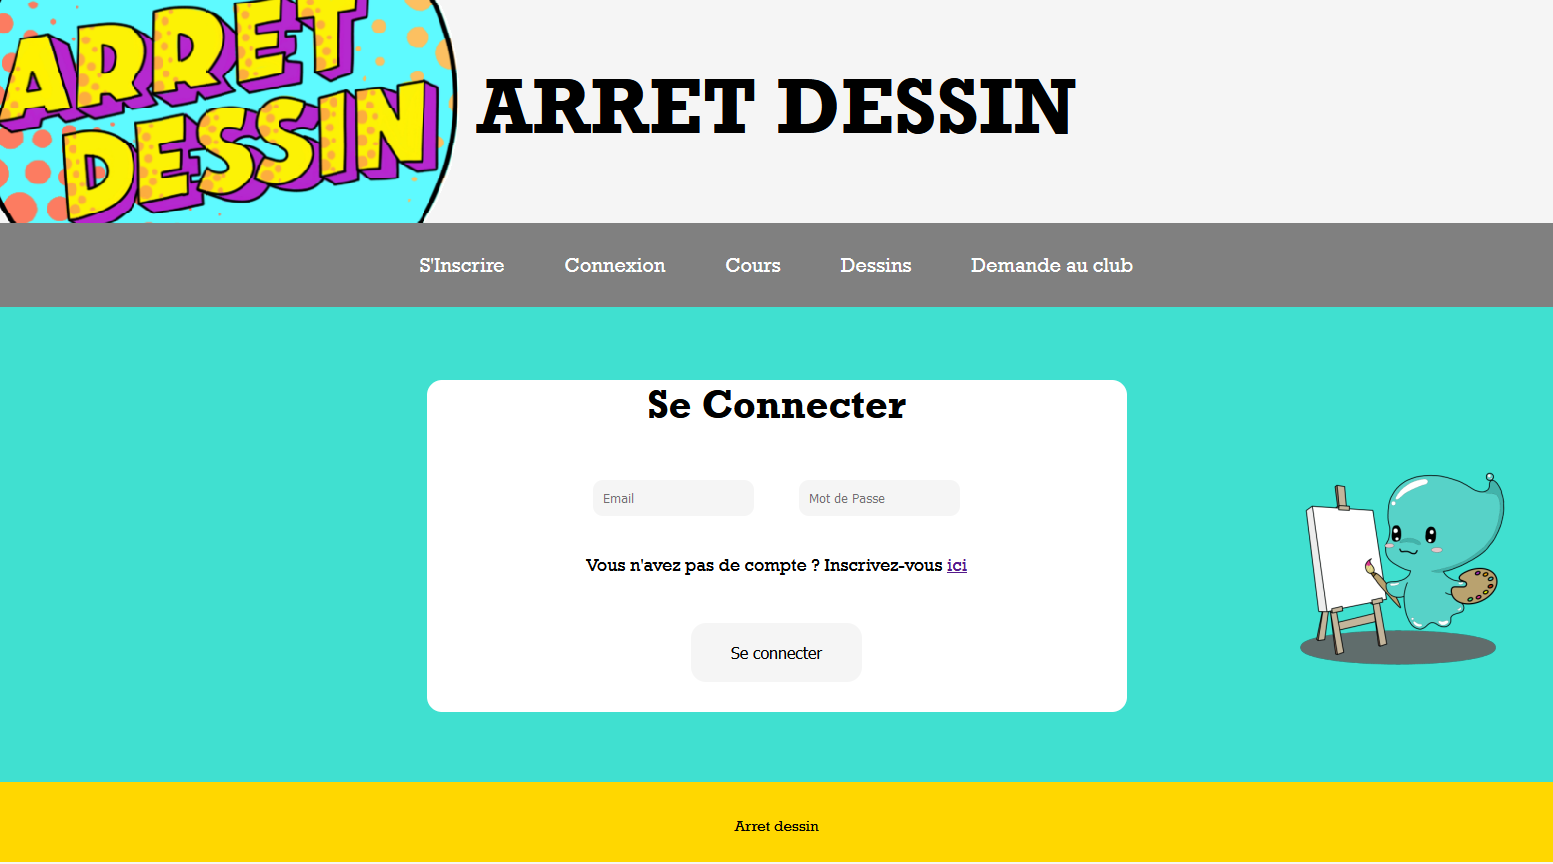 ARRET
DESSIN
ARRET DESSIN
S'Inscrire Connexion Cours Dessins Demande au club
Se Connecter
Email Mot de Passe
Vous n'avez pas de compte ? Inscrivez-vous ici
Se connecter
Arret dessin